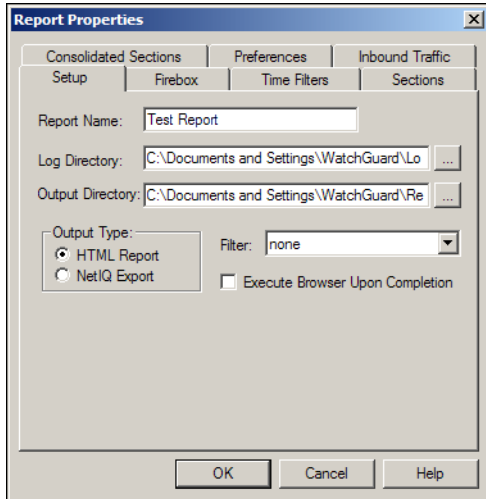 Report Properties
Consolidated Sections Preferences Inbound Traffic
Setup Firebox Time Filters Sections
Report Name: Test Report
Log Directory: C:\Documents and Settings\WatchGuard\Lo ...
Output Directory: C:\Documents and Settings\WatchGuard\Re ...
Output Type:
HTML Report
NetIQ Export
Filter: none
Execute Browser Upon Completion
OK Cancel Help